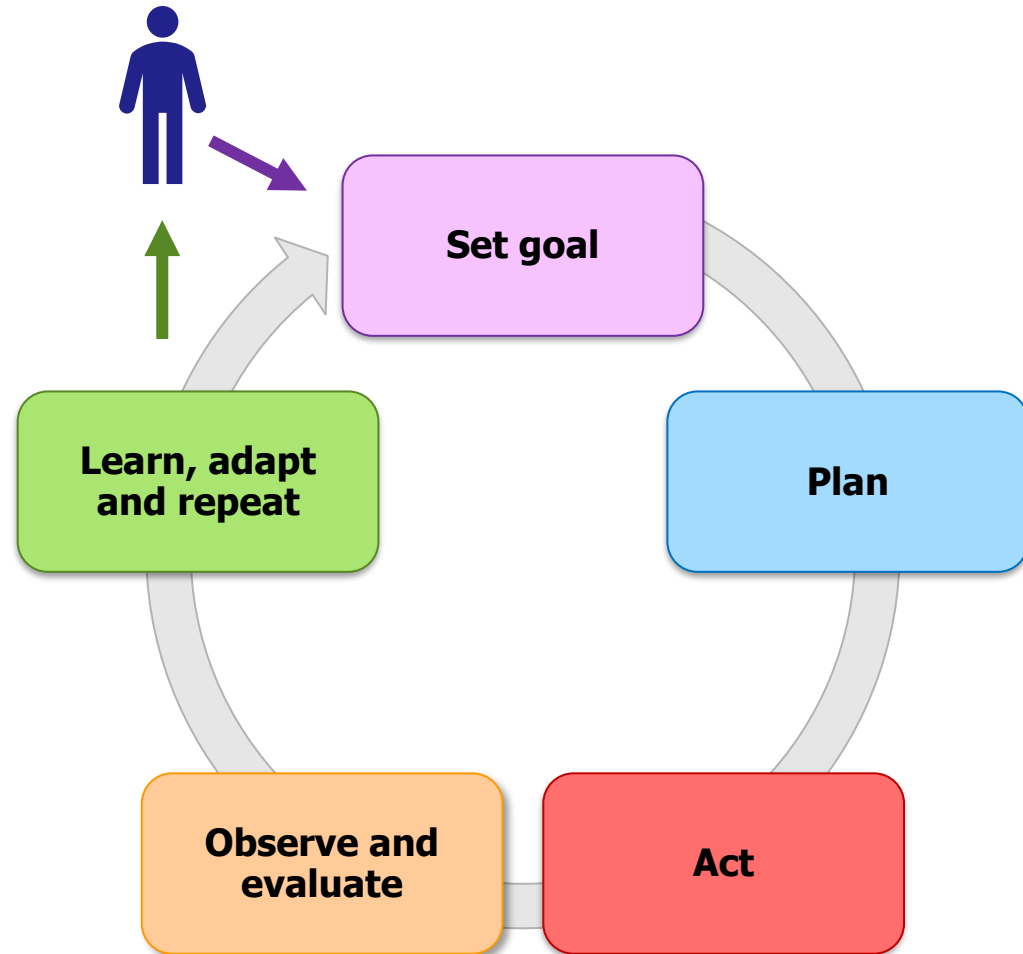 Set goal
Plan
Act
Observe and
evaluate
Learn, adapt
and repeat